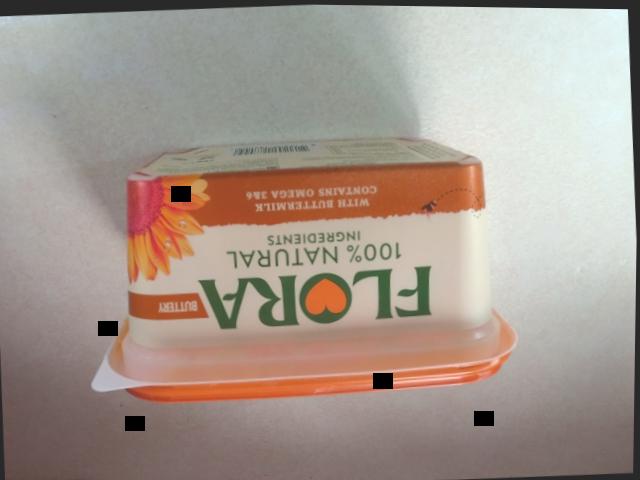 FLORA
BUTTERY
100% NATURAL
INGREDIENTS
WITH BUTTERMILK
CONTAINS OMEGA 3&6